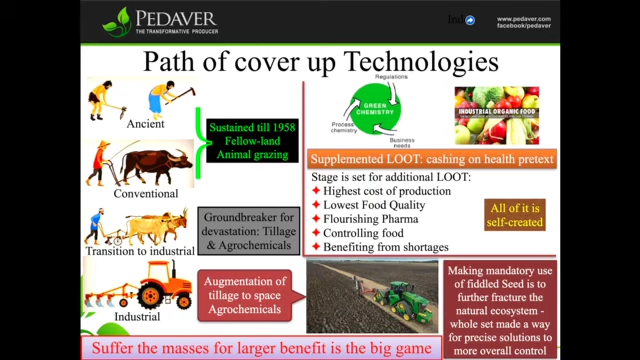 PEDAVER
THE TRANSFORMATIVE PRODUCER
Ind
www.pedaver.com
facebook/pedaver
Path of cover up Technologies
Ancient
Conventional
Transition to industrial
Industrial
Sustained till 1958
Fellow-land
Animal grazing
Groundbreaker for
devastation: Tillage
& Agrochemicals
Augmentation of
tillage to space
Agrochemicals
Regulations
GREEN
CHEMISTRY
Process
chemistry
Business
needs
INDUSTRIAL ORGANIC FOOD
Supplemented LOOT: cashing on health pretext
Stage is set for additional LOOT:
Highest cost of production
Lowest Food Quality
Flourishing Pharma
Controlling food
Benefiting from shortages
All of it is
self-created
Making mandatory use
of fiddled Seed is to
further fracture the
natural ecosystem -
whole set made a way
for precise solutions to
more overall control
Suffer the masses for larger benefit is the big game